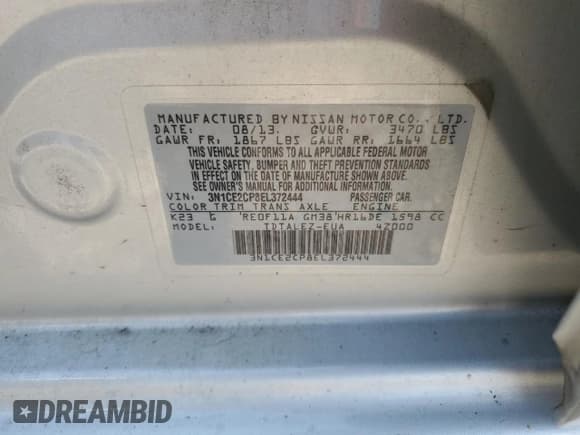 MANUFACTURED BY NISSAN MOTOR CO., LTD.
DATE: 08/13. GVWR: 3470 LBS
GAWR FR: 1867 LBS GAWR RR: 1664 LBS
THIS VEHICLE CONFORMS TO ALL APPLICABLE FEDERAL MOTOR
VEHICLE SAFETY, BUMPER AND THEFT PREVENTION STANDARDS
IN EFFECT ON THE DATE OF MANUFACTURE SHOWN ABOVE.
SEE OWNER'S MANUAL FOR ADDITIONAL INFORMATION.
VIN: 3N1CE2CP8EL372444 PASSENGER CAR.
COLOR TRIM TRANS AXLE ENGINE
K23 G 'RE0F11A GM38'HR16DE 1598 CC
MODEL: TDTALEZ-EUA 42000
3N1CE2CP8EL372444
DREAMBID